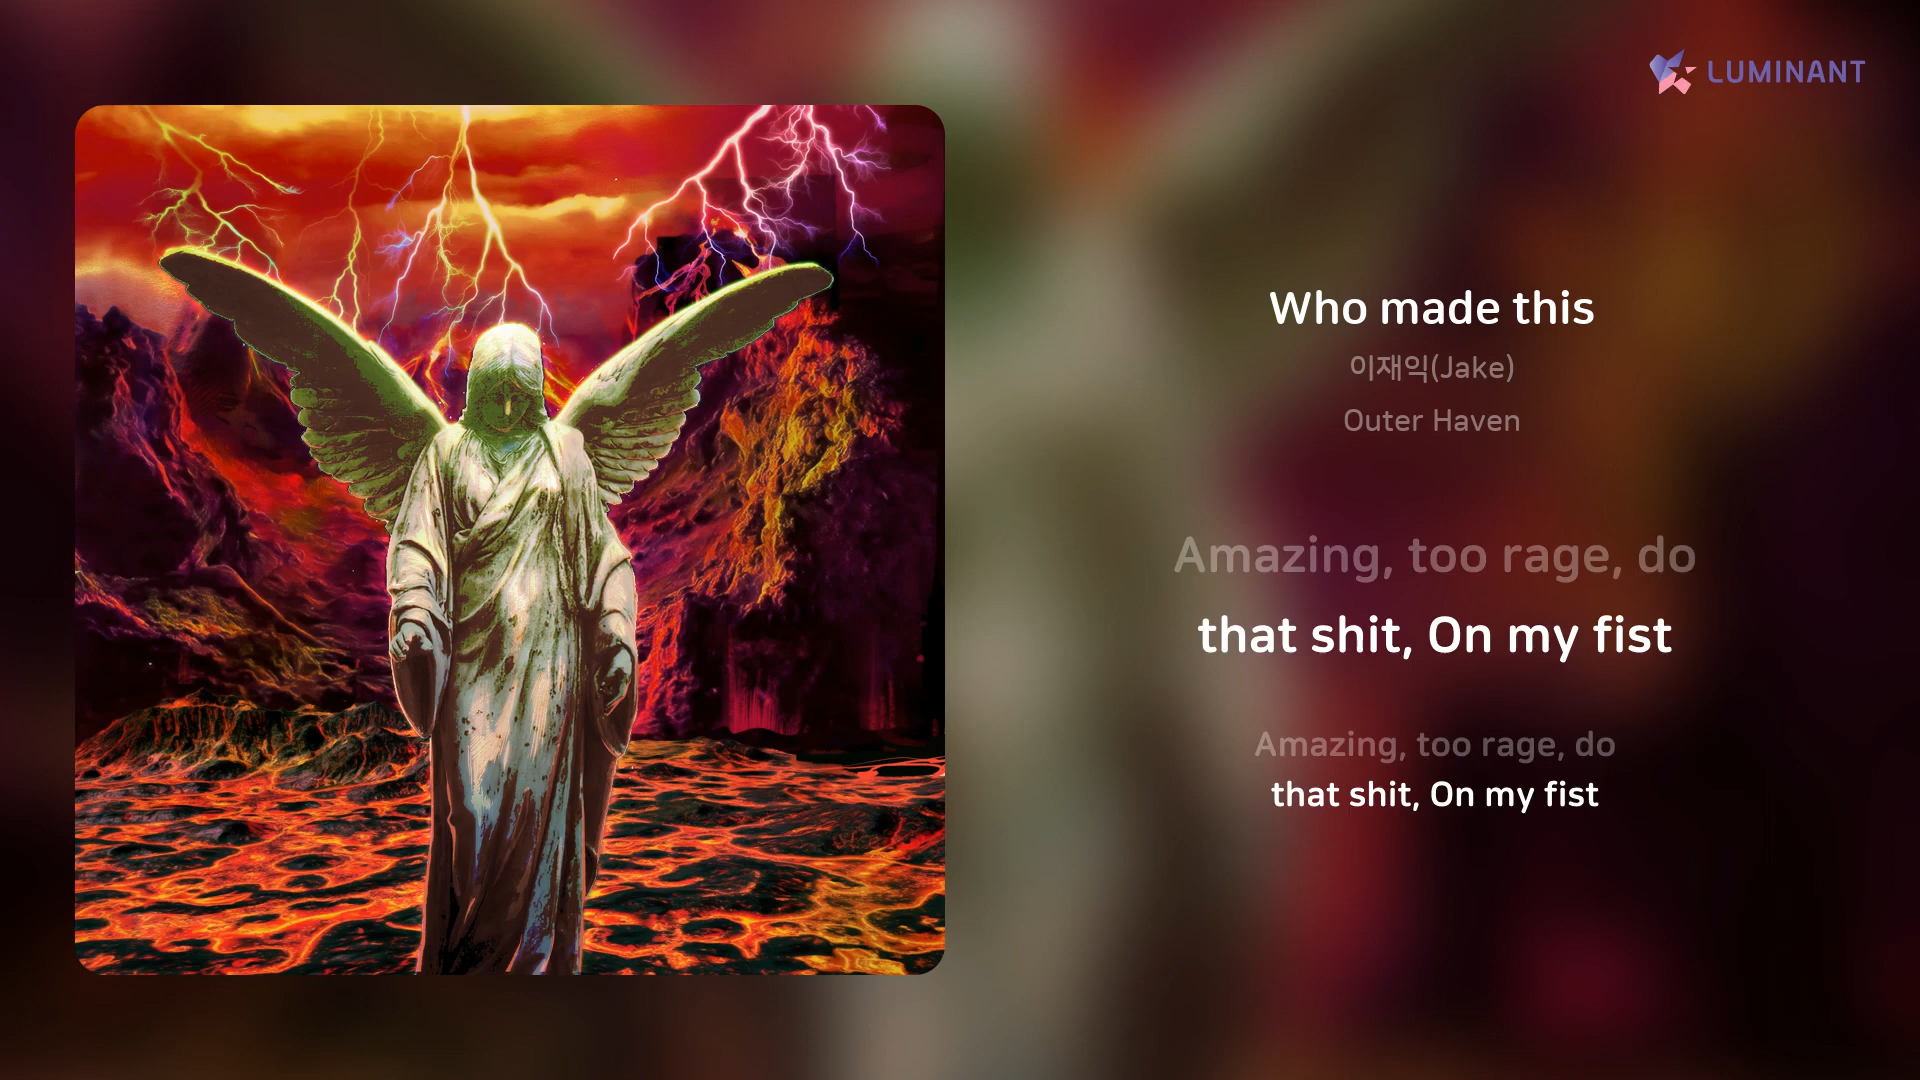 LUMINANT
Who made this
이재익(Jake)
Outer Haven
Amazing, too rage, do
that shit, On my fist
Amazing, too rage, do
that shit, On my fist